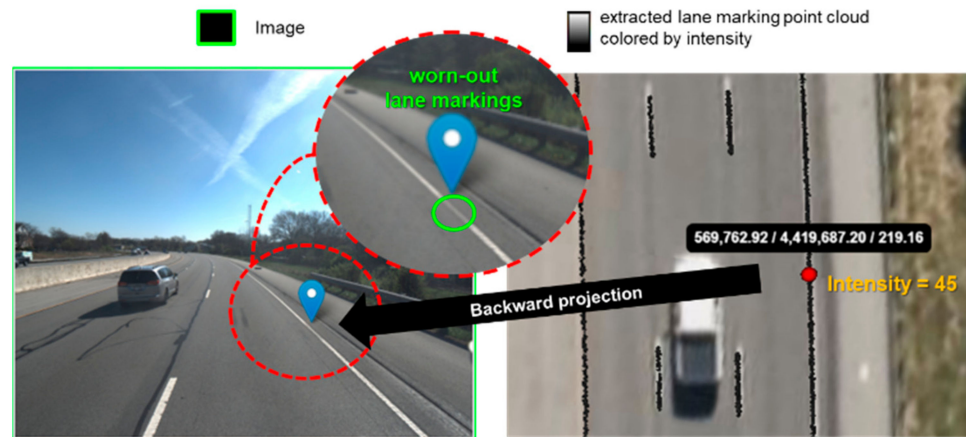 Image
extracted lane marking point cloud
colored by intensity
worn-out
lane markings
569,762.92 / 4,419,687.20 / 219.16
Intensity = 45
Backward projection